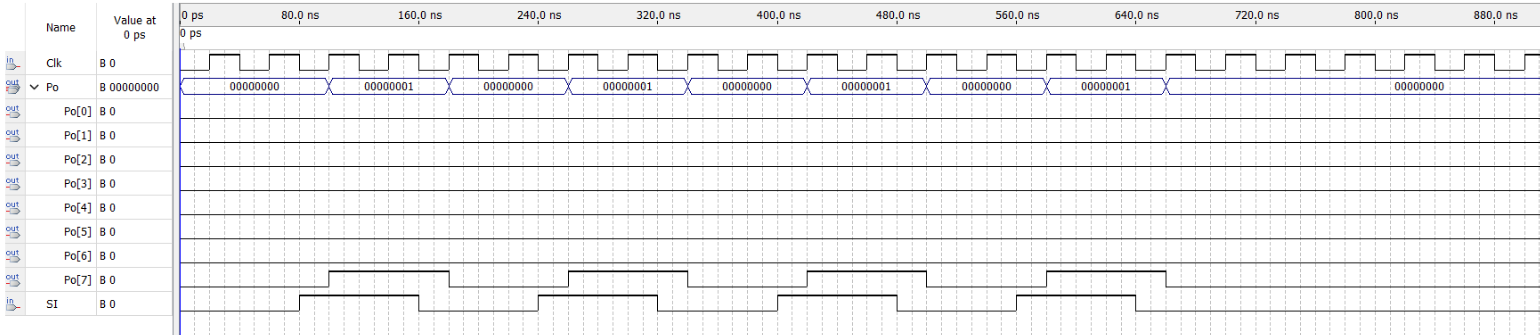 Name Value at 0 ps
0 ps 80.0 ns 160.0 ns 240.0 ns 320.0 ns 400.0 ns 480.0 ns 560.0 ns 640.0 ns 720.0 ns 800.0 ns 880.0 ns
0 ps
in Clk B 0
out Po B 00000000 00000000 00000001 00000000 00000001 00000000 00000001 00000000 00000001 00000000
out Po[0] B 0
out Po[1] B 0
out Po[2] B 0
out Po[3] B 0
out Po[4] B 0
out Po[5] B 0
out Po[6] B 0
out Po[7] B 0
in SI B 0